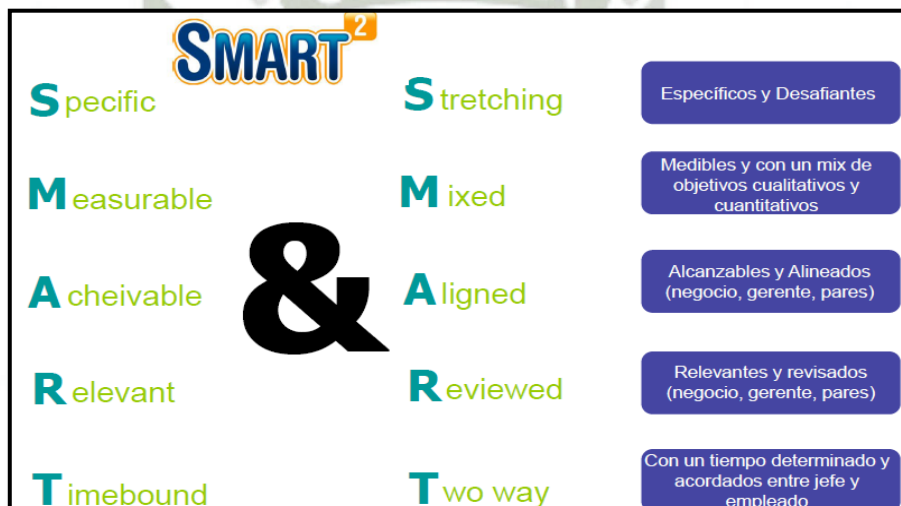 SMART2
Specific
Stretching
Específicos y Desafiantes
Measurable
Mixed
Medibles y con un mix de
objetivos cualitativos y
cuantitativos
&
Acheivable
Aligned
Alcanzables y Alineados
(negocio, gerente, pares)
Relevant
Reviewed
Relevantes y revisados
(negocio, gerente, pares)
Timebound
Two way
Con un tiempo determinado y
acordados entre jefe y
empleado